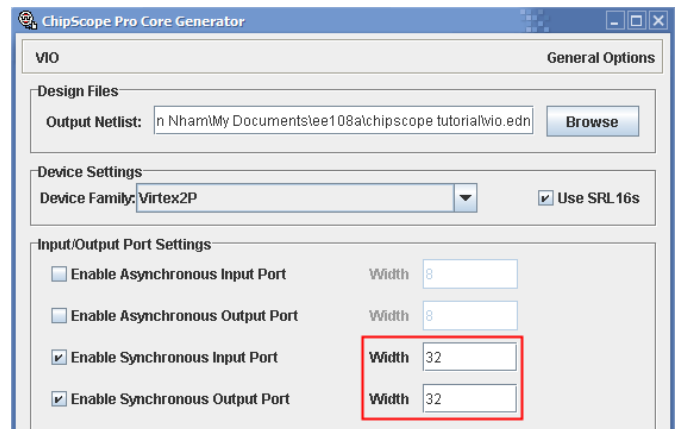 ChipScope Pro Core Generator
VIO General Options
Design Files
Output Netlist: n Nham\My Documents\ee108a\chipscope tutorial\vio.edn Browse
Device Settings
Device Family: Virtex2P Use SRL16s
Input/Output Port Settings
Enable Asynchronous Input Port Width 8
Enable Asynchronous Output Port Width 8
Enable Synchronous Input Port Width 32
Enable Synchronous Output Port Width 32